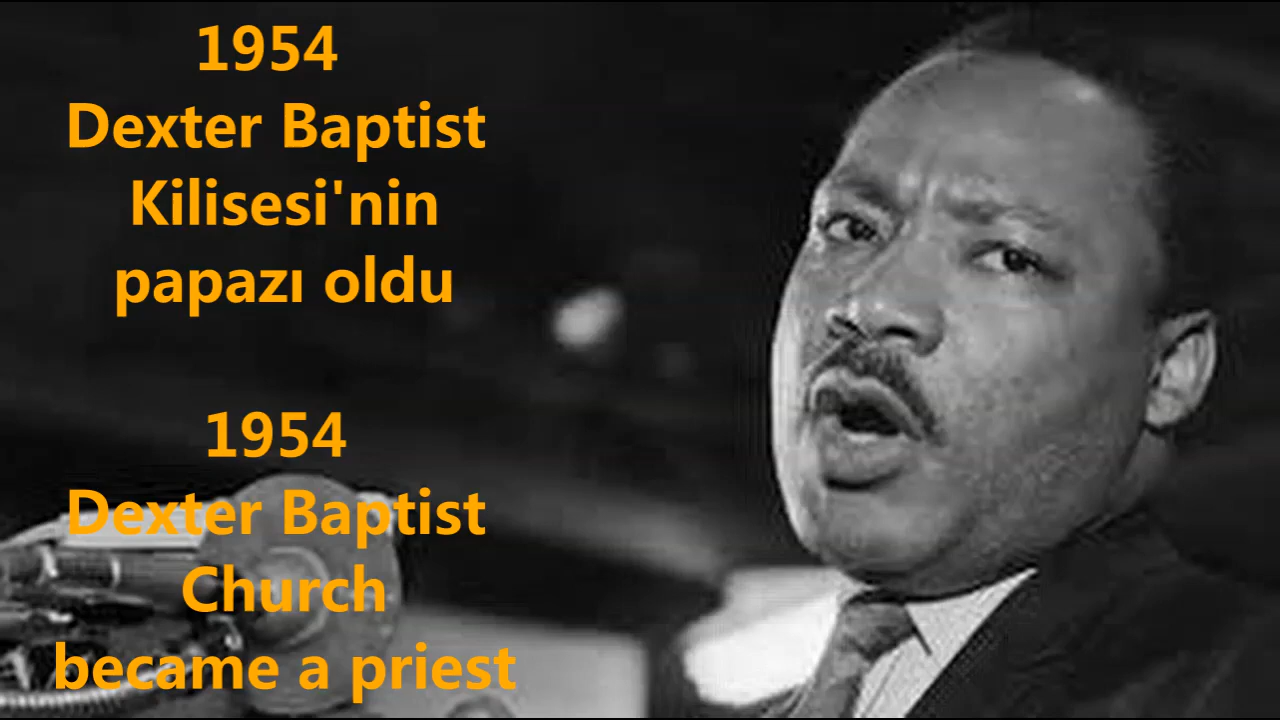 1954
Dexter Baptist
Kilisesi'nin
papazı oldu
1954
Dexter Baptist
Church
became a priest